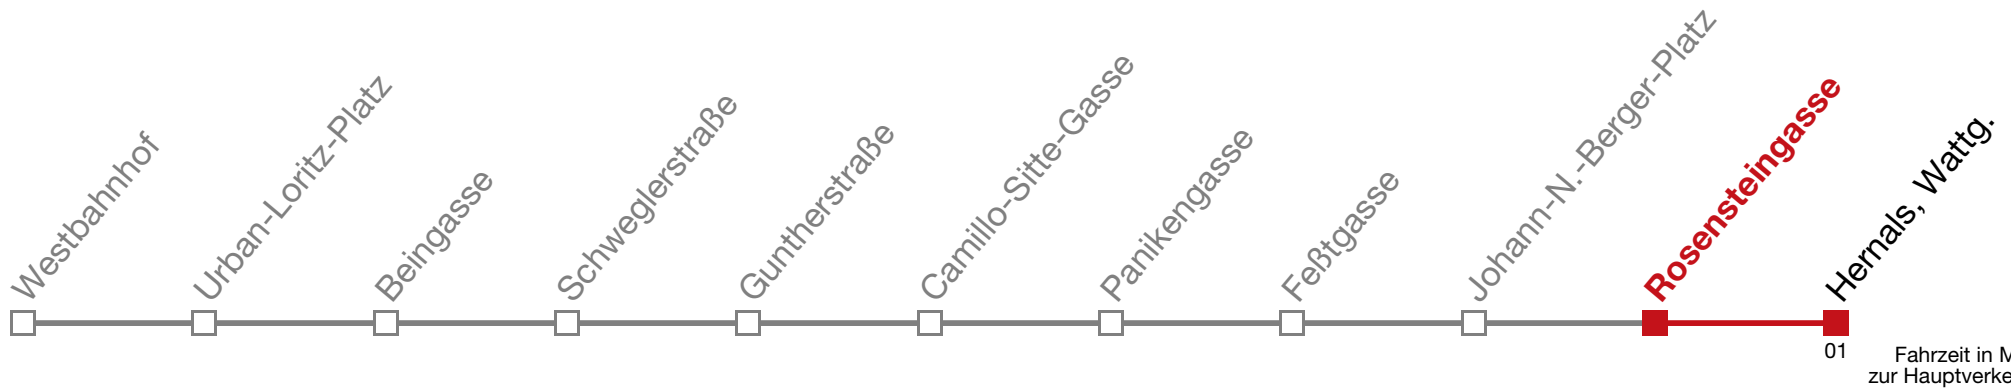 Westbahnhof
Urban-Loritz-Platz
Beingasse
Schweglerstraße
Guntherstraße
Camillo-Sitte-Gasse
Panikengasse
Feßtgasse
Johann-N.-Berger-Platz
Rosensteingasse
Hernals, Wattg.
01
Fahrzeit in M
zur Hauptverke